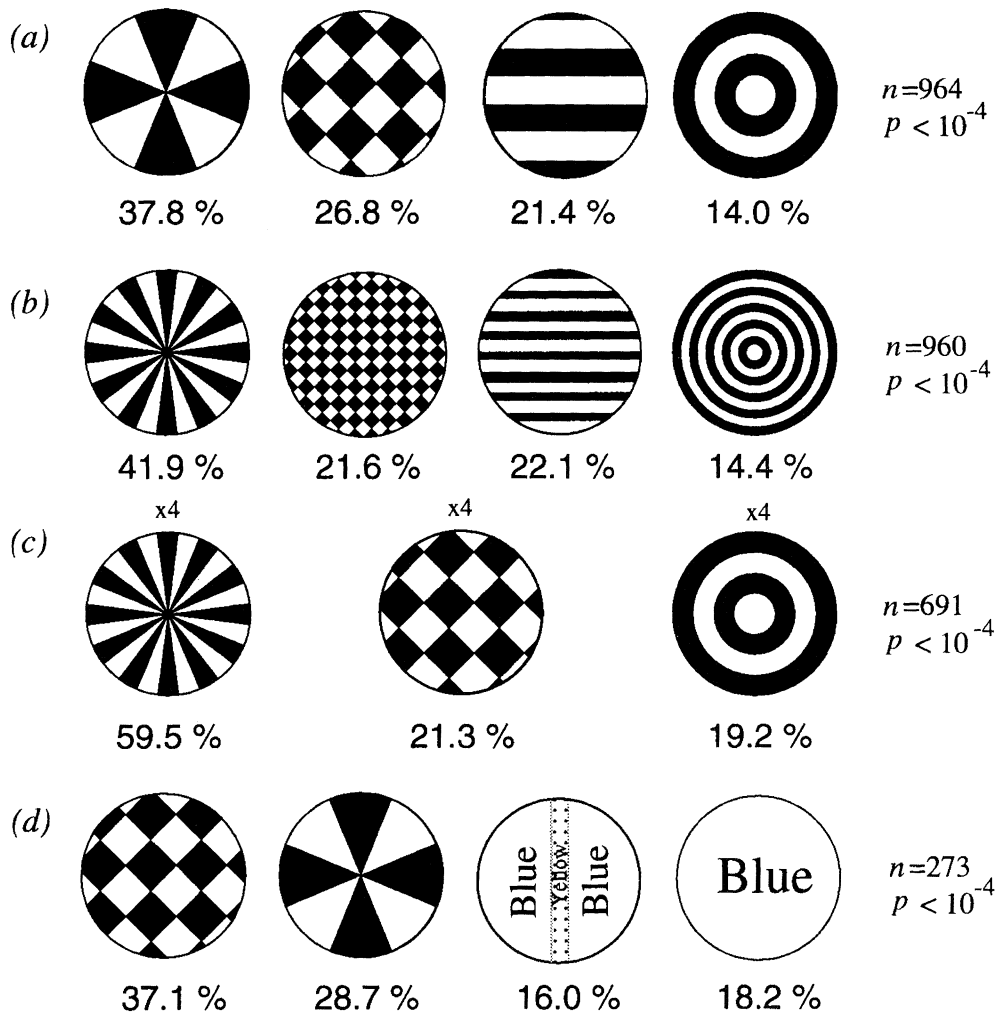 (a)
n=964
p < 10⁻⁴
37.8 % 26.8 % 21.4 % 14.0 %
(b)
n=960
p < 10⁻⁴
41.9 % 21.6 % 22.1 % 14.4 %
x4 x4 x4
(c)
n=691
p < 10⁻⁴
59.5 % 21.3 % 19.2 %
(d)
Blue Yellow Blue
Blue
n=273
p < 10⁻⁴
37.1 % 28.7 % 16.0 % 18.2 %